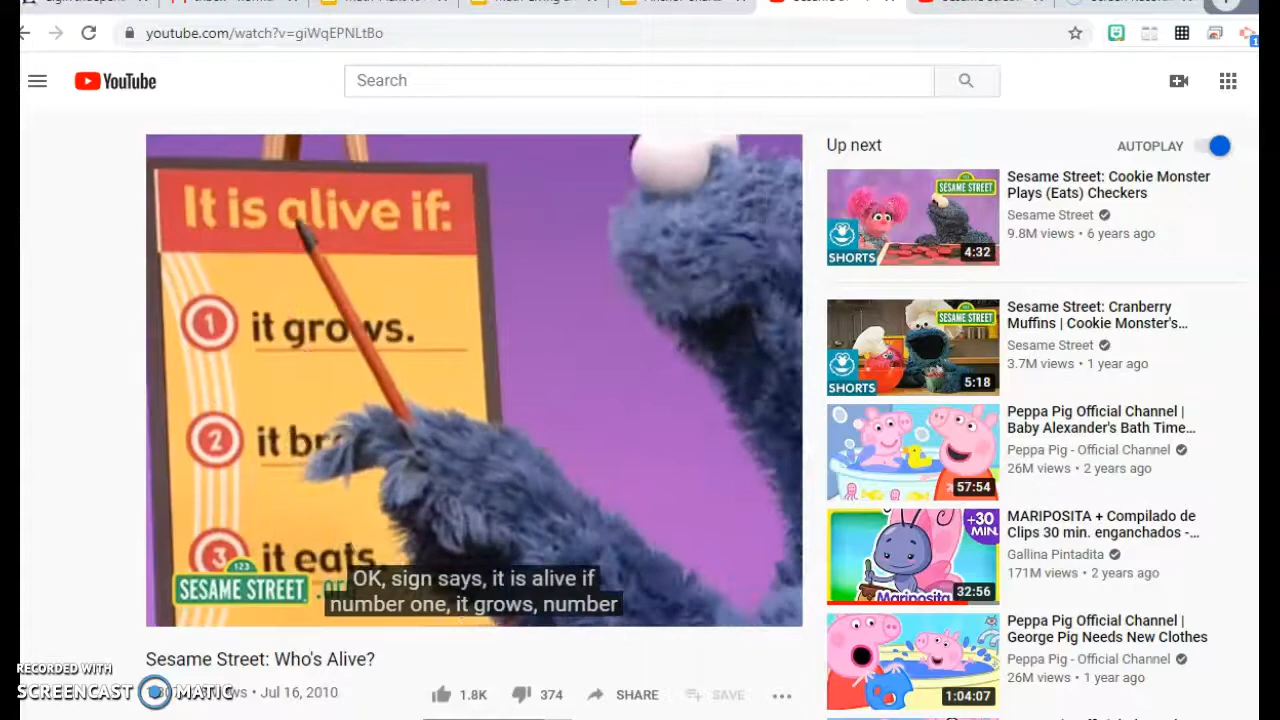 youtube.com/watch?v=giWqEPNLtBo
YouTube
Search
It is alive if:
1 it grows.
2 it br
3 it eats
123
SESAME STREET .or
OK, sign says, it is alive if
number one, it grows, number
Sesame Street: Who's Alive?
Jul 16, 2010
1.8K
374
SHARE
SAVE
RECORDED WITH
SCREENCAST MATIC
Up next
AUTOPLAY
SESAME STREET
SHORTS
4:32
Sesame Street: Cookie Monster
Plays (Eats) Checkers
Sesame Street
9.8M views • 6 years ago
SESAME STREET
SHORTS
5:18
Sesame Street: Cranberry
Muffins | Cookie Monster's...
Sesame Street
3.7M views • 1 year ago
57:54
Peppa Pig Official Channel |
Baby Alexander's Bath Time...
Peppa Pig - Official Channel
26M views • 2 years ago
+30
MIN
Mariposita
32:56
MARIPOSITA + Compilado de
Clips 30 min. enganchados -...
Gallina Pintadita
171M views • 2 years ago
1:04:07
Peppa Pig Official Channel |
George Pig Needs New Clothes
Peppa Pig - Official Channel
26M views • 1 year ago